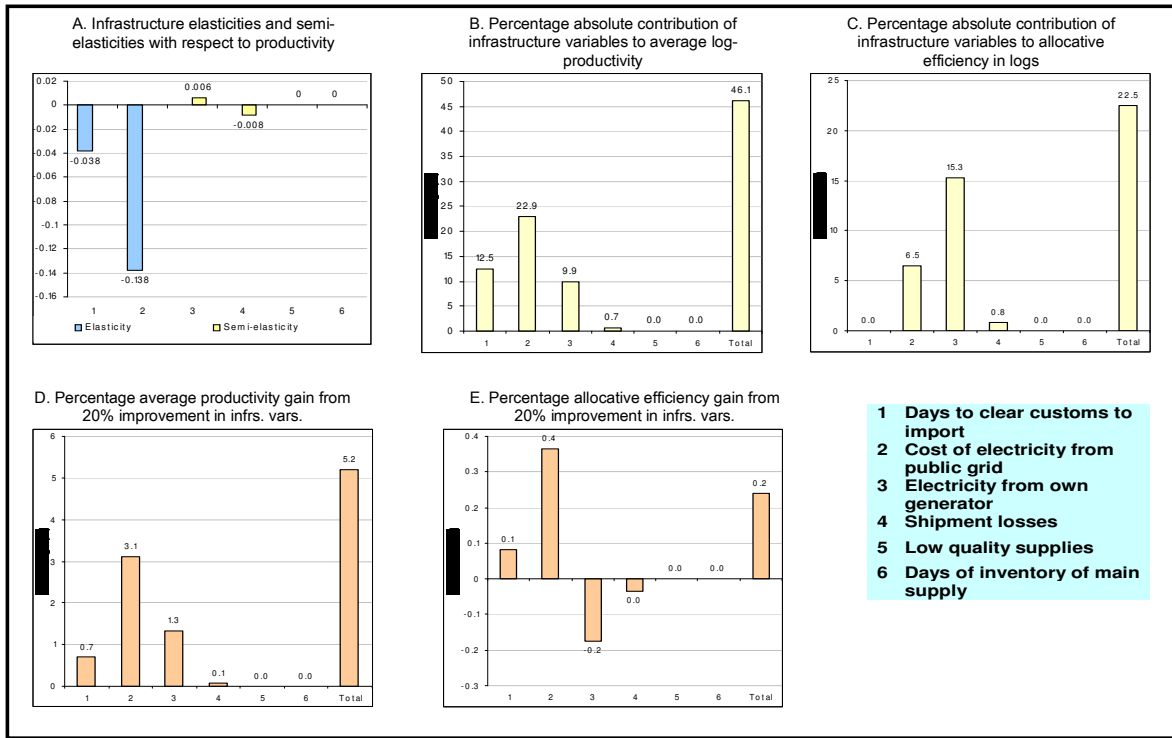 A. Infrastructure elasticities and semi-
elasticities with respect to productivity
0.02
0
-0.02
-0.04
-0.06
-0.08
-0.1
-0.12
-0.14
-0.16
-0.038
-0.138
0.006
-0.008
0
0
1 2 3 4 5 6
Elasticity Semi-elasticity
B. Percentage absolute contribution of
infrastructure variables to average log-
productivity
50
45
40
35
30
25
20
15
10
5
0
12.5
22.9
9.9
0.7
0.0
0.0
46.1
1 2 3 4 5 6 Total
C. Percentage absolute contribution of
infrastructure variables to allocative
efficiency in logs
25
20
15
10
5
0
0.0
6.5
15.3
0.8
0.0
0.0
22.5
1 2 3 4 5 6 Total
D. Percentage average productivity gain from
20% improvement in infrs. vars.
6
5
4
3
2
1
0
0.7
3.1
1.3
0.1
0.0
0.0
5.2
1 2 3 4 5 6 Total
E. Percentage allocative efficiency gain from
20% improvement in infrs. vars.
0.4
0.3
0.2
0.1
0
-0.1
-0.2
-0.3
0.1
0.4
-0.2
0.0
0.0
0.0
0.2
1 2 3 4 5 6 Total
1 Days to clear customs to
import
2 Cost of electricity from
public grid
3 Electricity from own
generator
4 Shipment losses
5 Low quality supplies
6 Days of inventory of main
supply